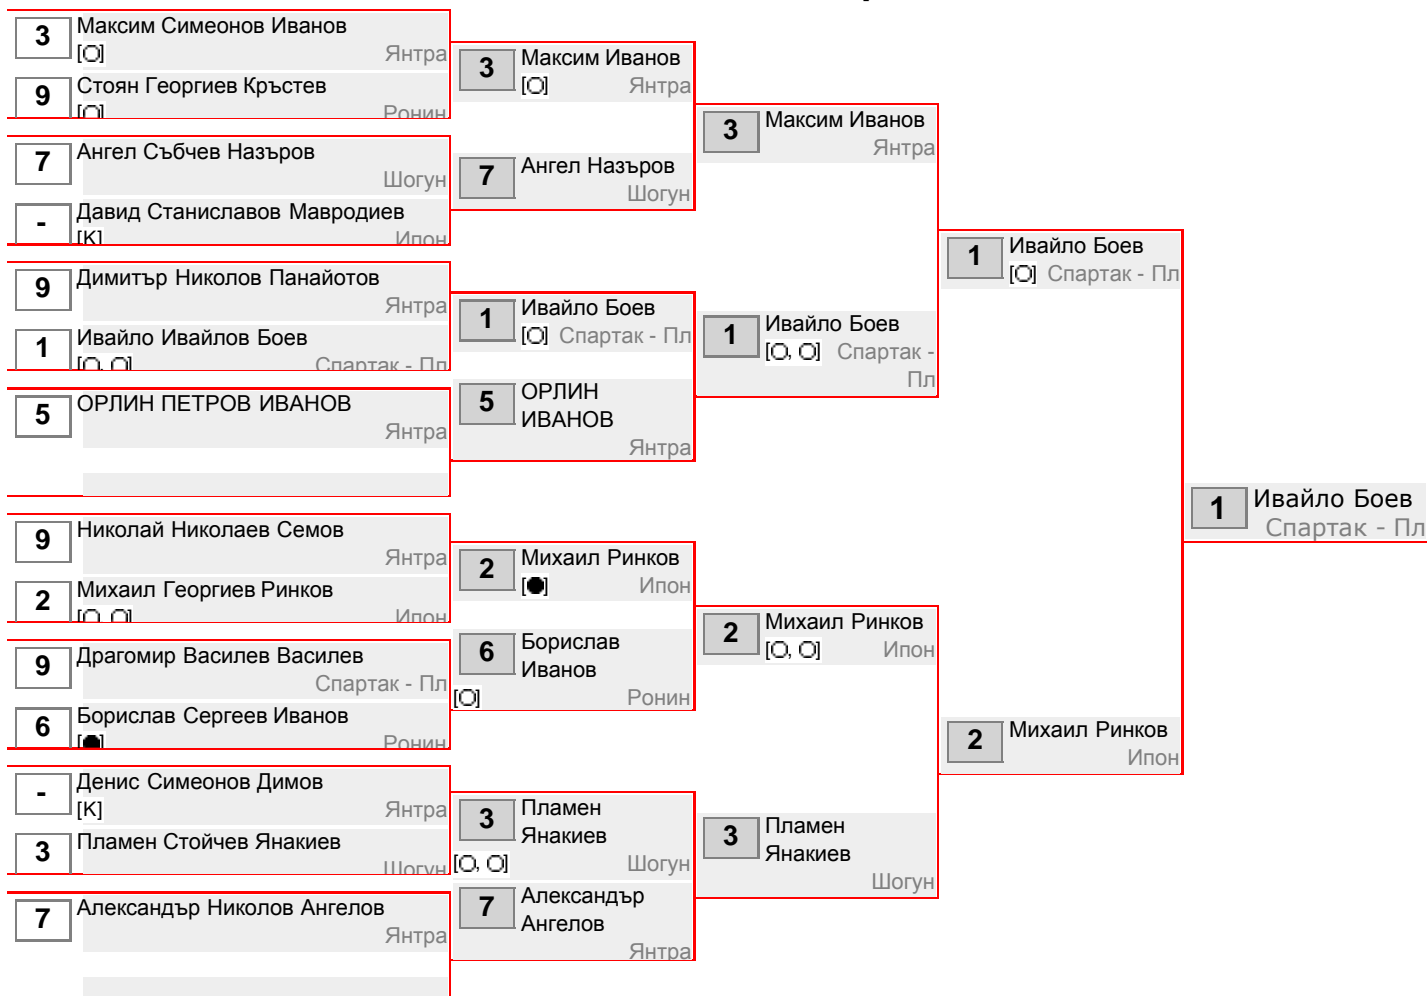 3 Максим Симеонов Иванов
[O] Янтра
9 Стоян Георгиев Кръстев
[O] Ронин
7 Ангел Събчев Назъров
Шогун
- Давид Станиславов Мавродиев
[K] Ипон
9 Димитър Николов Панайотов
Янтра
1 Ивайло Ивайлов Боев
[O, O] Спартак - Пл
5 ОРЛИН ПЕТРОВ ИВАНОВ
Янтра
9 Николай Николаев Семов
Янтра
2 Михаил Георгиев Ринков
[O, O] Ипон
9 Драгомир Василев Василев
Спартак - Пл
6 Борислав Сергеев Иванов
[●] Ронин
- Денис Симеонов Димов
[K] Янтра
3 Пламен Стойчев Янакиев
Шогун
7 Александър Николов Ангелов
Янтра
3 Максим Иванов
[O] Янтра
7 Ангел Назъров
Шогун
1 Ивайло Боев
[O] Спартак - Пл
5 ОРЛИН
ИВАНОВ
Янтра
2 Михаил Ринков
[●] Ипон
6 Борислав
Иванов
[O] Ронин
3 Пламен
Янакиев
[O, O] Шогун
7 Александър
Ангелов
Янтра
3 Максим Иванов
Янтра
1 Ивайло Боев
[O, O] Спартак -
Пл
2 Михаил Ринков
[O, O] Ипон
3 Пламен
Янакиев
Шогун
1 Ивайло Боев
[O] Спартак - Пл
2 Михаил Ринков
Ипон
1 Ивайло Боев
Спартак - Пл